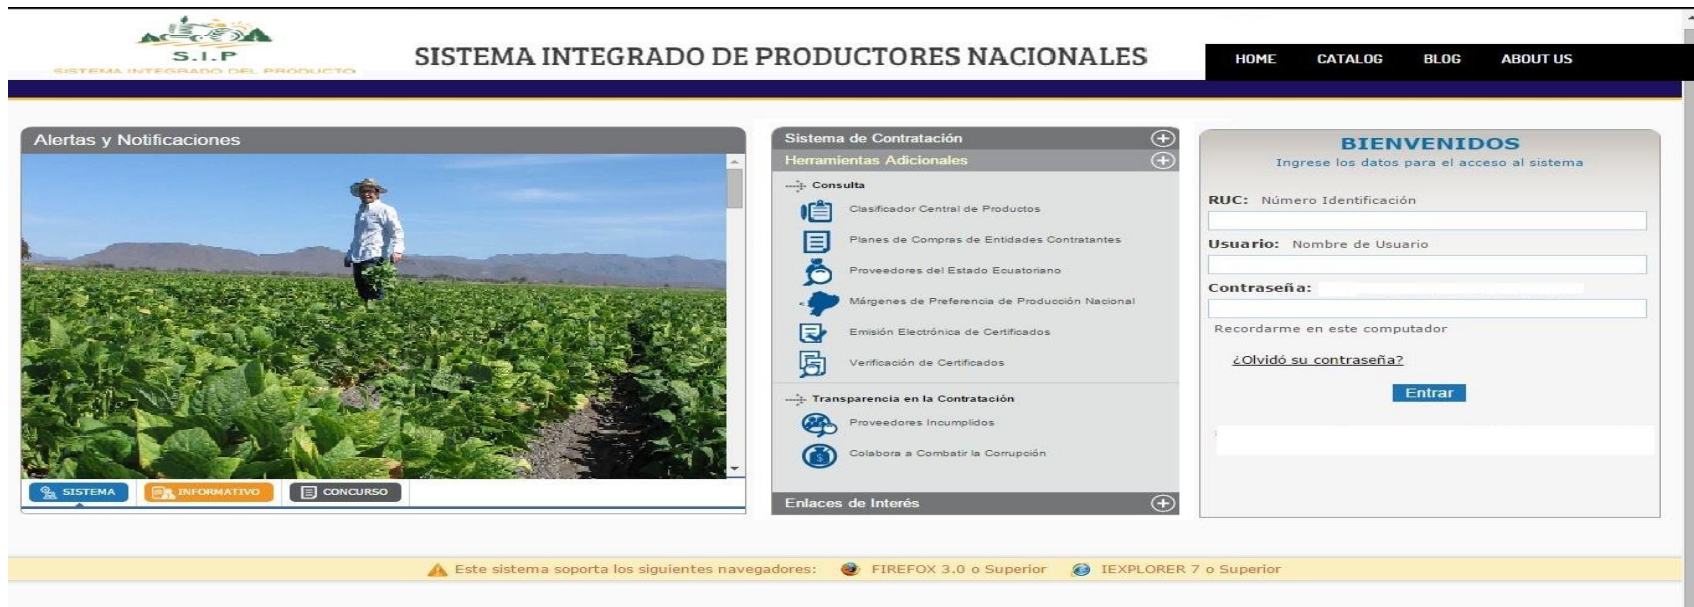 S.I.P
SISTEMA INTEGRADO DEL PRODUCTO
SISTEMA INTEGRADO DE PRODUCTORES NACIONALES
HOME CATALOG BLOG ABOUT US
Alertas y Notificaciones
SISTEMA INFORMATIVO CONCURSO
Sistema de Contratación
Herramientas Adicionales
Consulta
Clasificador Central de Productos
Planes de Compras de Entidades Contratantes
Proveedores del Estado Ecuatoriano
Márgenes de Preferencia de Producción Nacional
Emisión Electrónica de Certificados
Verificación de Certificados
Transparencia en la Contratación
Proveedores Incumplidos
Colabora a Combatir la Corrupción
Enlaces de Interés
BIENVENIDOS
Ingrese los datos para el acceso al sistema
RUC: Número Identificación
Usuario: Nombre de Usuario
Contraseña:
Recordarme en este computador
¿Olvidó su contraseña?
Entrar
Este sistema soporta los siguientes navegadores: FIREFOX 3.0 o Superior IEXPLORER 7 o Superior